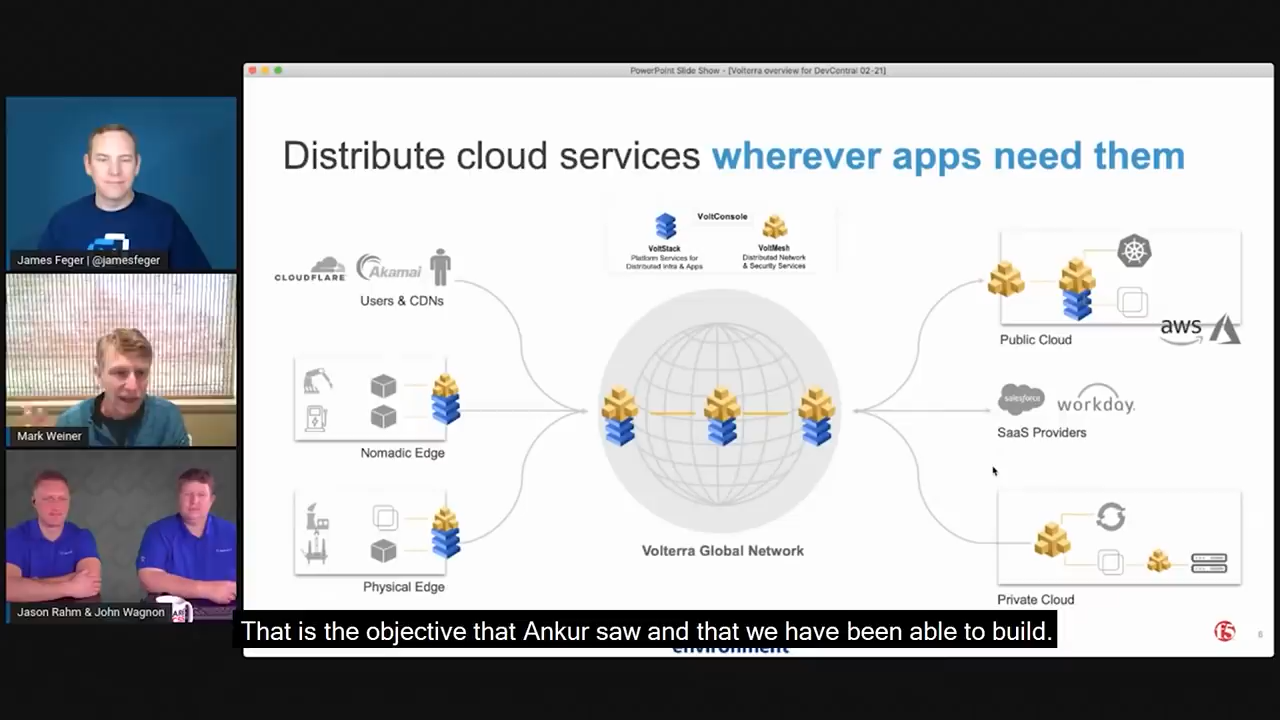 PowerPoint Slide Show - [Volterra overview for DevCentral 02-21]
Distribute cloud services wherever apps need them
James Feger | @jamesfeger
Mark Weiner
Jason Rahm & John Wagnon
VoltConsole
VoltStack
Platform Services for
Distributed Infra & Apps
VoltMesh
Distributed Network
& Security Services
CLOUDFLARE
Akamai
Users & CDNs
Nomadic Edge
Physical Edge
Volterra Global Network
aws
Public Cloud
salesforce
workday.
SaaS Providers
Private Cloud
That is the objective that Ankur saw and that we have been able to build.
environment
f5
6